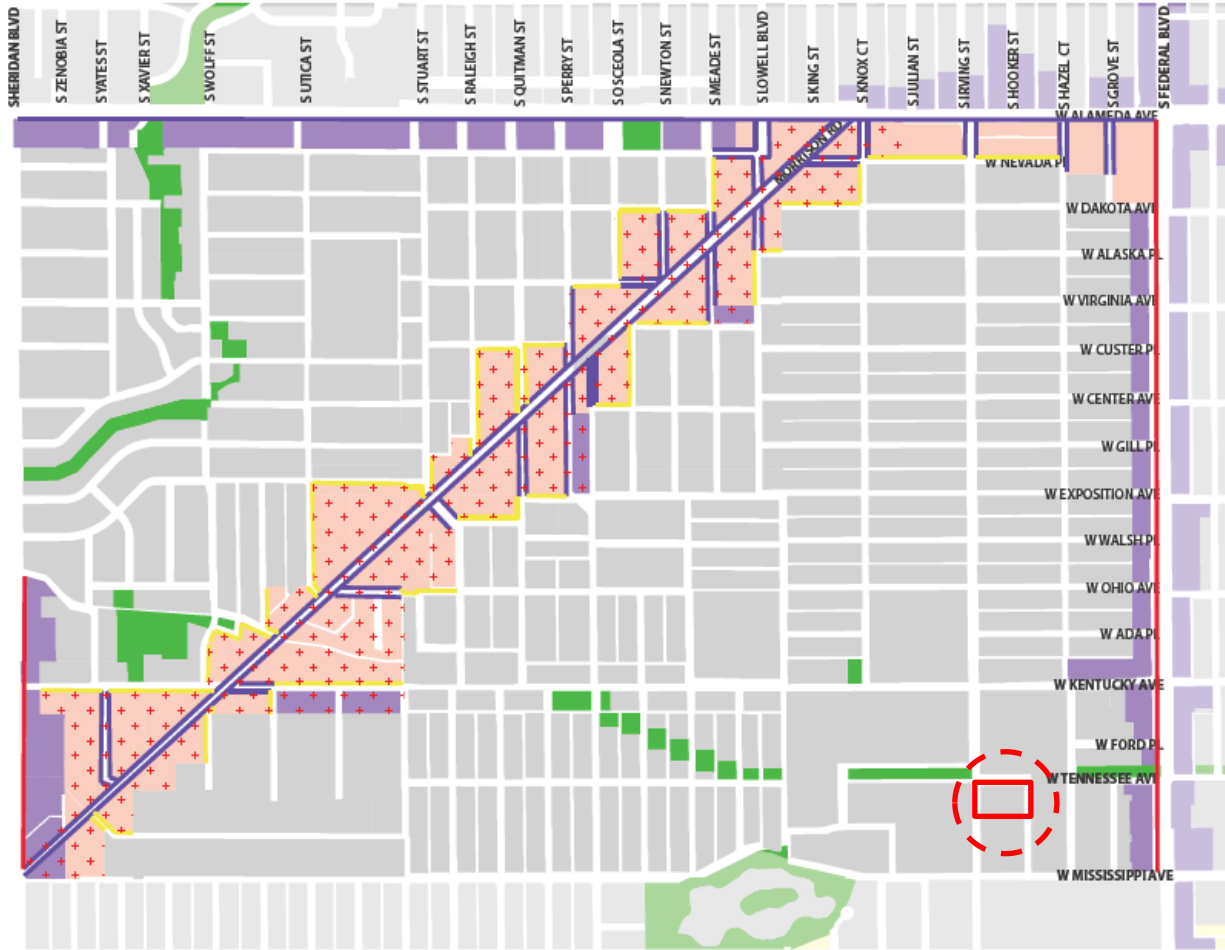 SHERIDAN BLVD
S ZENOBIA ST
S YATES ST
S XAVIER ST
S WOLFF ST
S UTICA ST
S STUART ST
S RALEIGH ST
S QUITMAN ST
S PERRY ST
S OSCEOLA ST
S NEWTON ST
S MEADE ST
S LOWELL BLVD
S KING ST
S KNOX CT
S JULIAN ST
S IRVING ST
S HOOKER ST
S HAZEL CT
S GROVE ST
S FEDERAL BLVD
W ALAMEDA AVE
MORRISON RD
W NEVADA PL
W DAKOTA AVE
W ALASKA PL
W VIRGINIA AVE
W CUSTER PL
W CENTER AVE
W GILL PL
W EXPOSITION AVE
W WALSH PL
W OHIO AVE
W ADA PL
W KENTUCKY AVE
W FORD PL
W TENNESSEE AVE
W MISSISSIPPI AVE